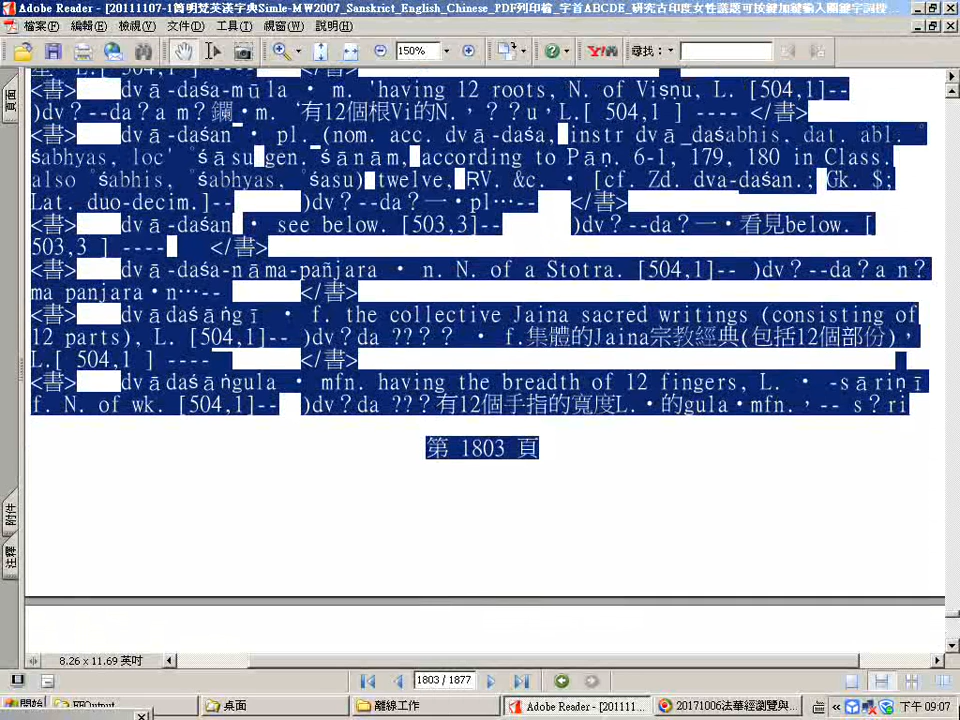 Adobe Reader - [20111107-1簡明梵英漢字典Simle-MW2007_Sanskrict_English_Chinese_PDF列印檔_字首ABCDE_研究古印度女性議題可按鍵加鍵輸入關鍵字詞搜...
檔案(F) 編輯(E) 檢視(V) 文件(D) 工具(T) 視窗(W) 說明(H)
150% Y! 尋找：
頁面
L.[ 504,1 ] ---- </書>
<書> dvā-daśa-mūla · m. 'having 12 roots, N. of Viṣṇu, L. [504,1]--
)dv？--da？a m？鑭·m. ‘有12個根Vi的N.，？？u，L.[ 504,1 ] ---- </書>
<書> dvā-daśan · pl. (nom. acc. dvā-daśa, instr dvā_daśabhis, dat. abl. °
śabhyas, loc' °śāsu gen. śānām, according to Pāṇ. 6-1, 179, 180 in Class.
also °śabhis, °śabhyas, °śasu) twelve, ṚV. &c. · [cf. Zd. dva-daśan.; Gk. $;
Lat. duo-decim.]-- )dv？--da？一·pl…-- </書>
<書> dvā-daśan · see below. [503,3]-- )dv？--da？一·看見below. [
503,3 ] ---- </書>
<書> dvā-daśa-nāma-pañjara · n. N. of a Stotra. [504,1]-- )dv？--da？a n？
ma panjara·n…-- </書>
<書> dvādaśāṅgī · f. the collective Jaina sacred writings (consisting of
12 parts), L. [504,1]-- )dv？da ？？？？ · f.集體的Jaina宗教經典(包括12個部份)，
L.[ 504,1 ] ---- </書>
<書> dvādaśāṅgula · mfn. having the breadth of 12 fingers, L. · -sāriṇī
f. N. of wk. [504,1]-- )dv？da ？？？有12個手指的寬度L.·的gula·mfn.，-- s？ri
第 1803 頁
附件
注釋
8.26 x 11.69 英吋
1803 / 1877
開始 FFOutput 桌面 離線工作 Adobe Reader - [201111... 20171006法華經瀏覽與... 下午 09:07